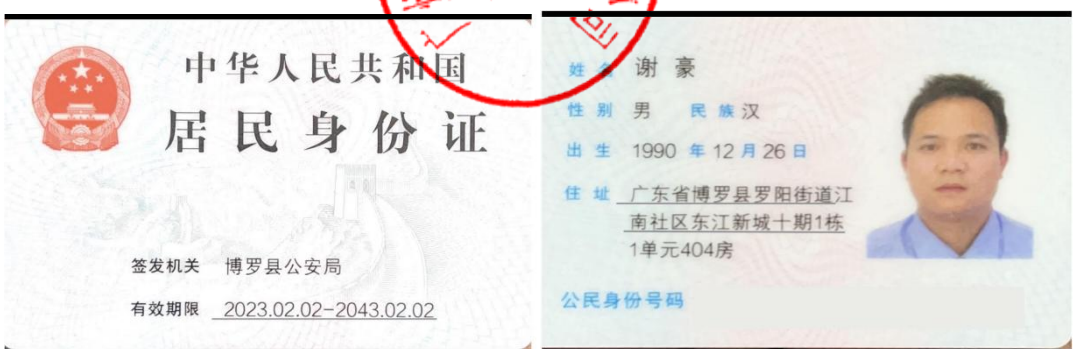 中华人民共和国
居民身份证
签发机关 博罗县公安局
有效期限 2023.02.02-2043.02.02
姓名 谢豪
性别 男 民族 汉
出生 1990 年 12 月 26 日
住址 广东省博罗县罗阳街道江
南社区东江新城十期1栋
1单元404房
公民身份号码